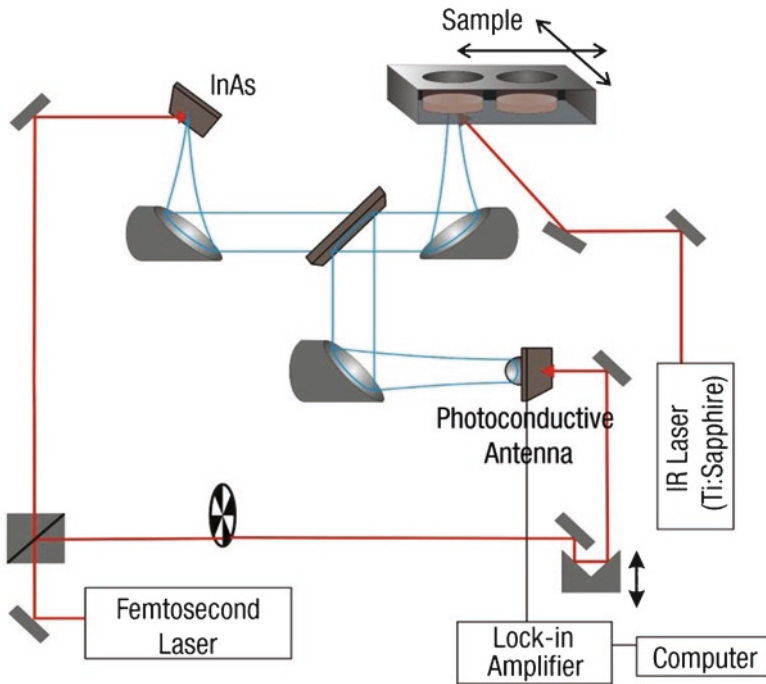 Sample
InAs
Photoconductive
Antenna
IR Laser
(Ti:Sapphire)
Femtosecond
Laser
Lock-in
Amplifier
Computer